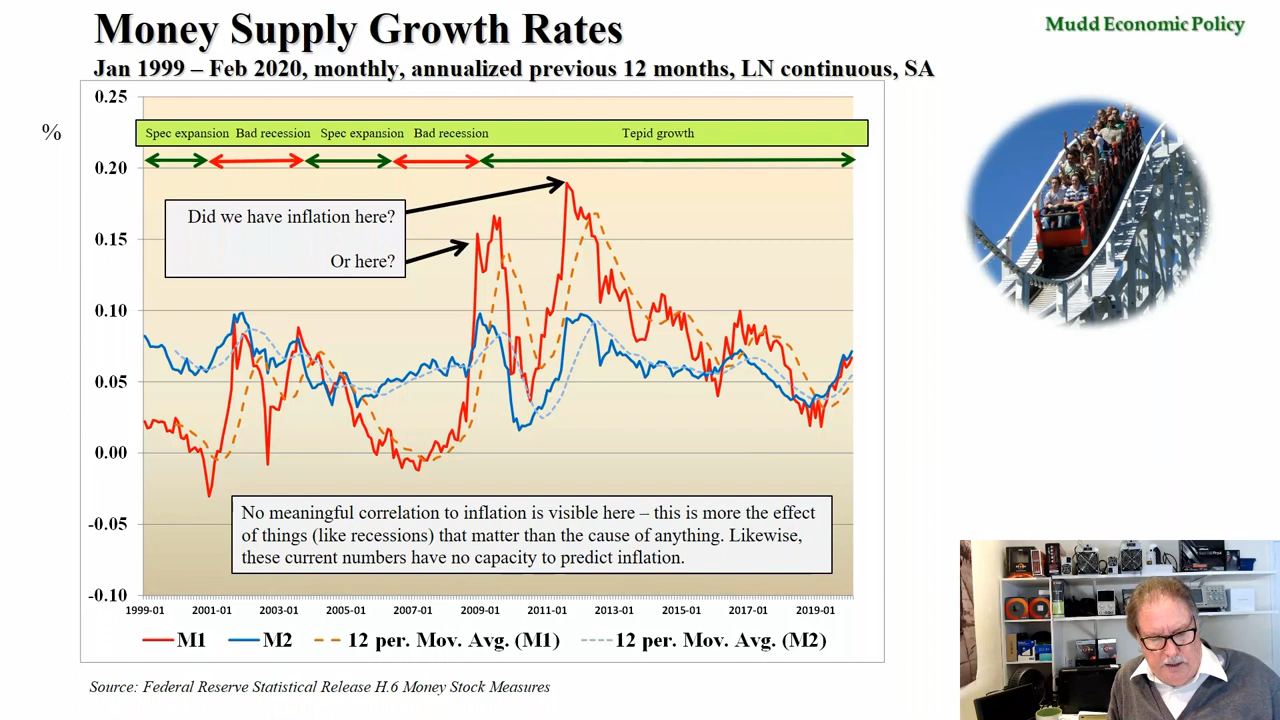 Money Supply Growth Rates
Mudd Economic Policy
Jan 1999 – Feb 2020, monthly, annualized previous 12 months, LN continuous, SA
%
0.25
Spec expansion Bad recession Spec expansion Bad recession Tepid growth
0.20
Did we have inflation here?
0.15
Or here?
0.10
0.05
0.00
No meaningful correlation to inflation is visible here – this is more the effect
of things (like recessions) that matter than the cause of anything. Likewise,
these current numbers have no capacity to predict inflation.
-0.05
-0.10
1999-01 2001-01 2003-01 2005-01 2007-01 2009-01 2011-01 2013-01 2015-01 2017-01 2019-01
M1 M2 12 per. Mov. Avg. (M1) 12 per. Mov. Avg. (M2)
Source: Federal Reserve Statistical Release H.6 Money Stock Measures